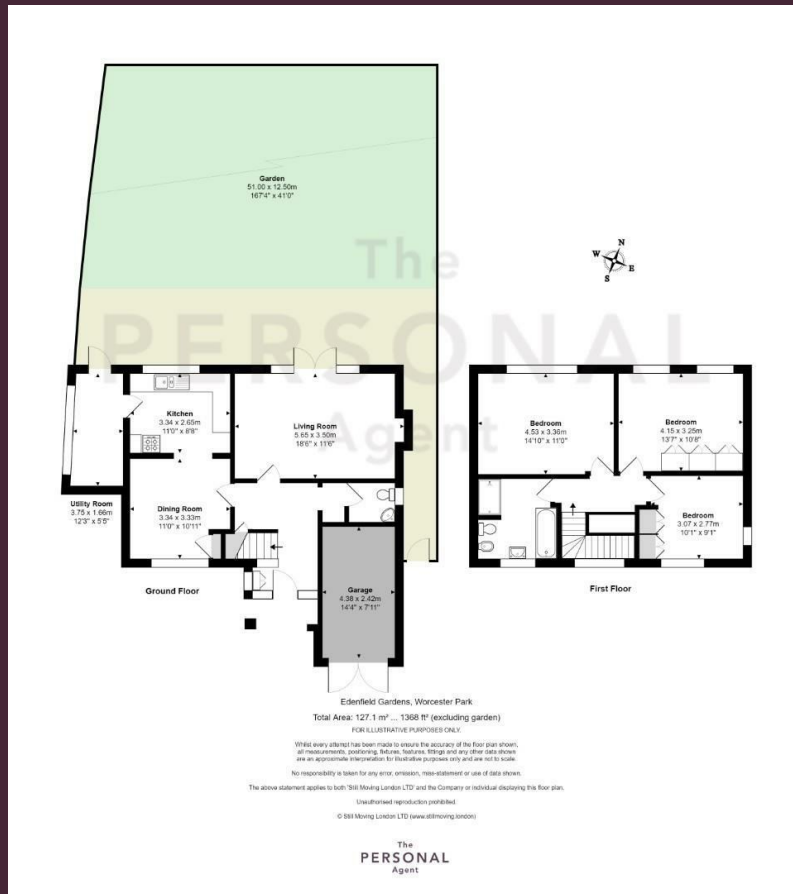 Garden
51.00 x 12.50m
167'4" x 41'0"
N
W
E
S
The
PERSONAL
Agent
Kitchen
3.34 x 2.65m
11'0" x 8'8"
Living Room
5.65 x 3.50m
18'6" x 11'6"
Bedroom
4.53 x 3.36m
14'10" x 11'0"
Bedroom
4.15 x 3.25m
13'7" x 10'8"
Utility Room
3.75 x 1.66m
12'3" x 5'5"
Dining Room
3.34 x 3.33m
11'0" x 10'11"
Bedroom
3.07 x 2.77m
10'1" x 9'1"
Garage
4.38 x 2.42m
14'4" x 7'11"
Ground Floor
First Floor
Edenfield Gardens, Worcester Park
Total Area: 127.1 m² ... 1368 ft² (excluding garden)
FOR ILLUSTRATIVE PURPOSES ONLY.
Whilst every attempt has been made to ensure the accuracy of the floor plan shown,
all measurements, positioning, fixtures, features, fittings and any other data shown
are an approximate interpretation for illustrative purposes only and are not to scale.
No responsibility is taken for any error, omission, miss-statement or use of data shown.
The above statement applies to both 'Still Moving London LTD' and the Company or individual displaying this floor plan.
Unauthorised reproduction prohibited.
© Still Moving London LTD (www.stillmoving.london)
The
PERSONAL
Agent